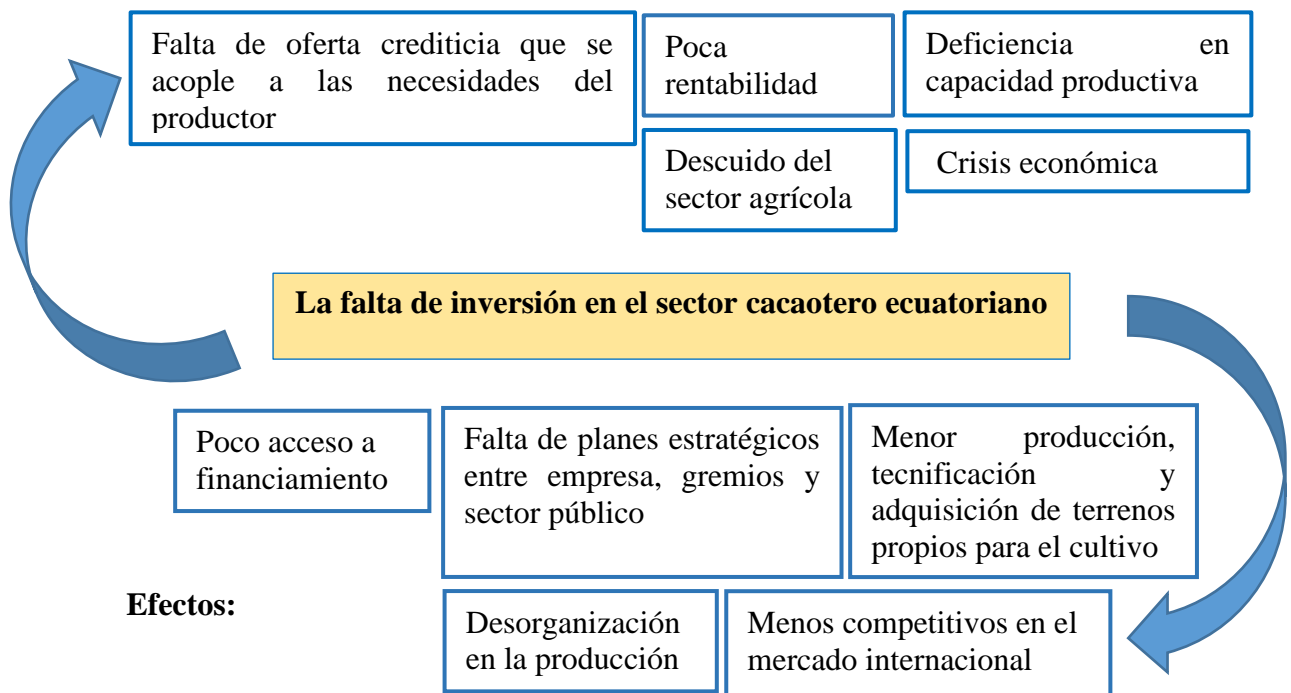 Falta de oferta crediticia que se
acople a las necesidades del
productor
Poca
rentabilidad
Deficiencia en
capacidad productiva
Descuido del
sector agrícola
Crisis económica
La falta de inversión en el sector cacaotero ecuatoriano
Poco acceso a
financiamiento
Falta de planes estratégicos
entre empresa, gremios y
sector público
Menor producción,
tecnificación y
adquisición de terrenos
propios para el cultivo
Efectos:
Desorganización
en la producción
Menos competitivos en el
mercado internacional